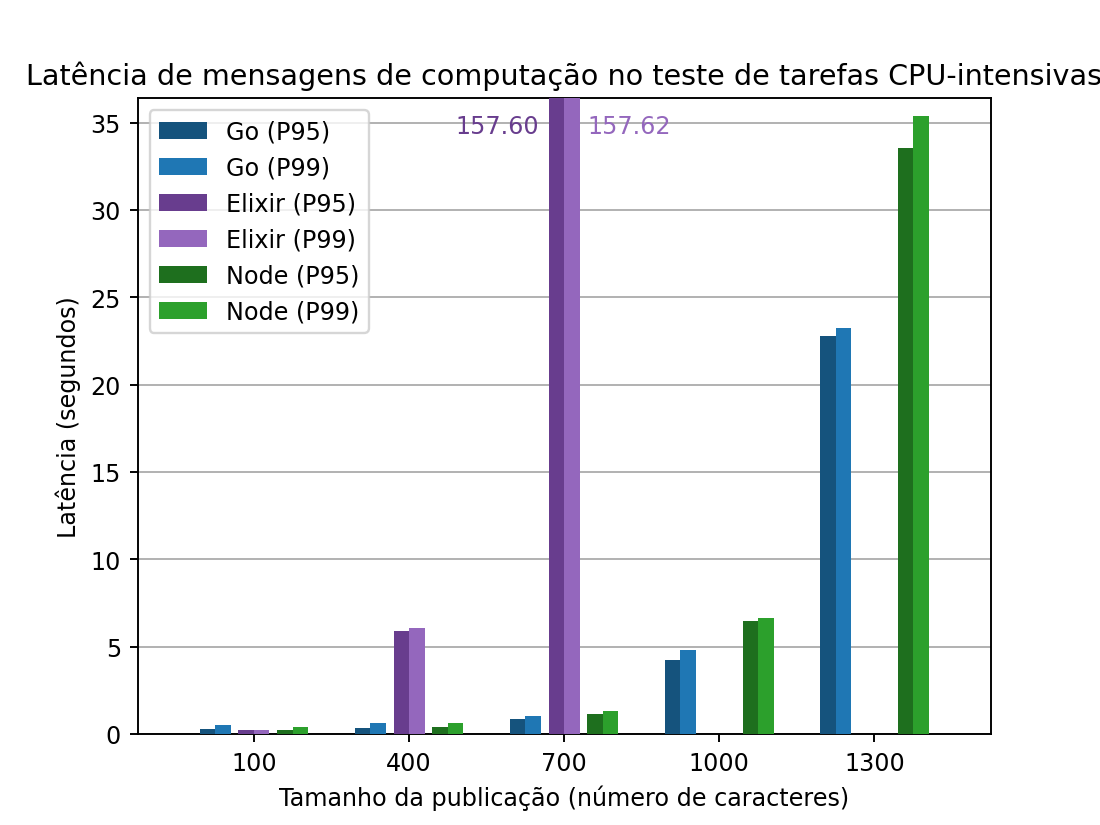 Latência de mensagens de computação no teste de tarefas CPU-intensivas
157.60 157.62
Go (P95)
Go (P99)
Elixir (P95)
Elixir (P99)
Node (P95)
Node (P99)
Latência (segundos)
35
30
25
20
15
10
5
0
100 400 700 1000 1300
Tamanho da publicação (número de caracteres)